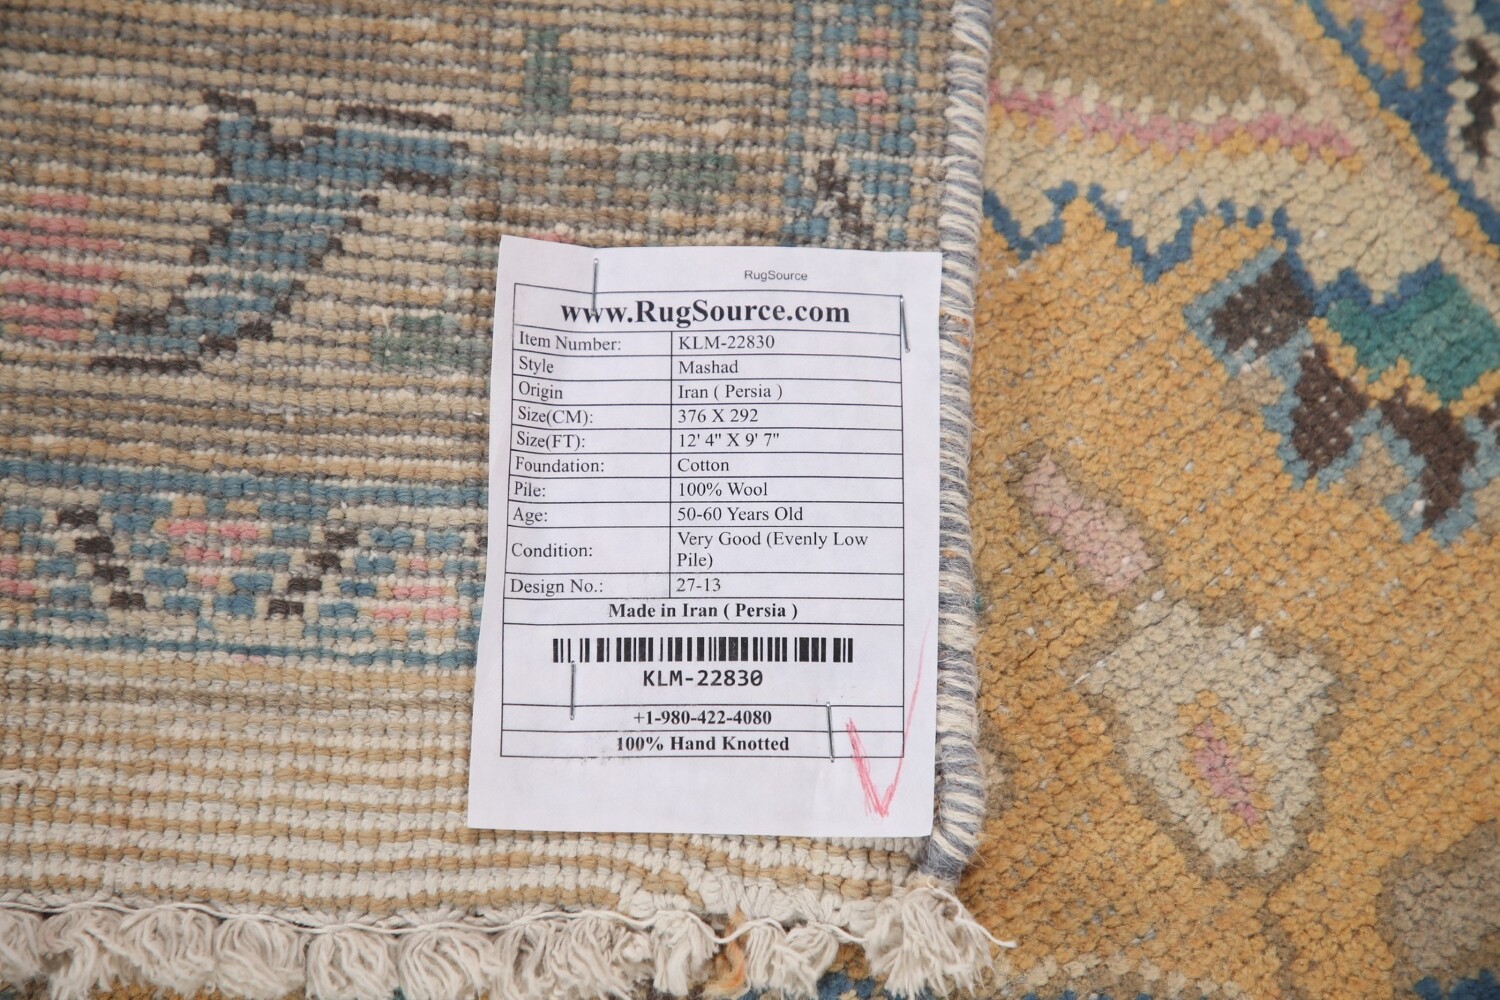 RugSource
www.RugSource.com
Item Number: KLM-22830
Style Mashad
Origin Iran ( Persia )
Size(CM): 376 X 292
Size(FT): 12' 4" X 9' 7"
Foundation: Cotton
Pile: 100% Wool
Age: 50-60 Years Old
Condition: Very Good (Evenly Low
Pile)
Design No.: 27-13
Made in Iran ( Persia )
KLM-22830
+1-980-422-4080
100% Hand Knotted